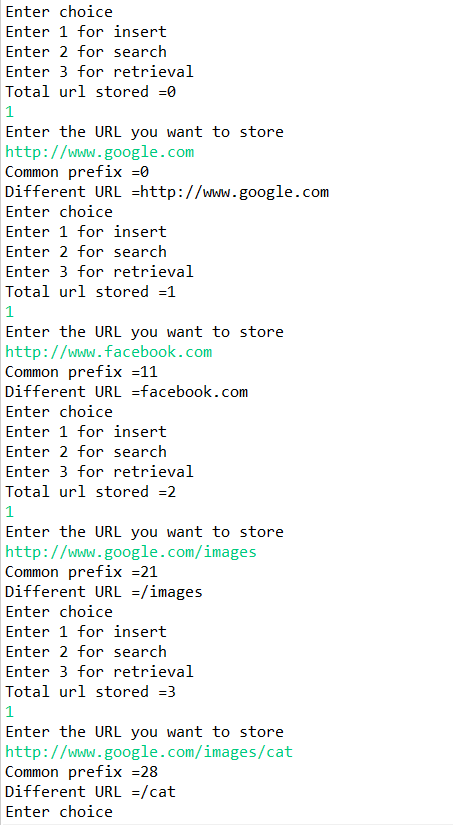 Enter choice
Enter 1 for insert
Enter 2 for search
Enter 3 for retrieval
Total url stored =0
1
Enter the URL you want to store
http://www.google.com
Common prefix =0
Different URL =http://www.google.com
Enter choice
Enter 1 for insert
Enter 2 for search
Enter 3 for retrieval
Total url stored =1
1
Enter the URL you want to store
http://www.facebook.com
Common prefix =11
Different URL =facebook.com
Enter choice
Enter 1 for insert
Enter 2 for search
Enter 3 for retrieval
Total url stored =2
1
Enter the URL you want to store
http://www.google.com/images
Common prefix =21
Different URL =/images
Enter choice
Enter 1 for insert
Enter 2 for search
Enter 3 for retrieval
Total url stored =3
1
Enter the URL you want to store
http://www.google.com/images/cat
Common prefix =28
Different URL =/cat
Enter choice